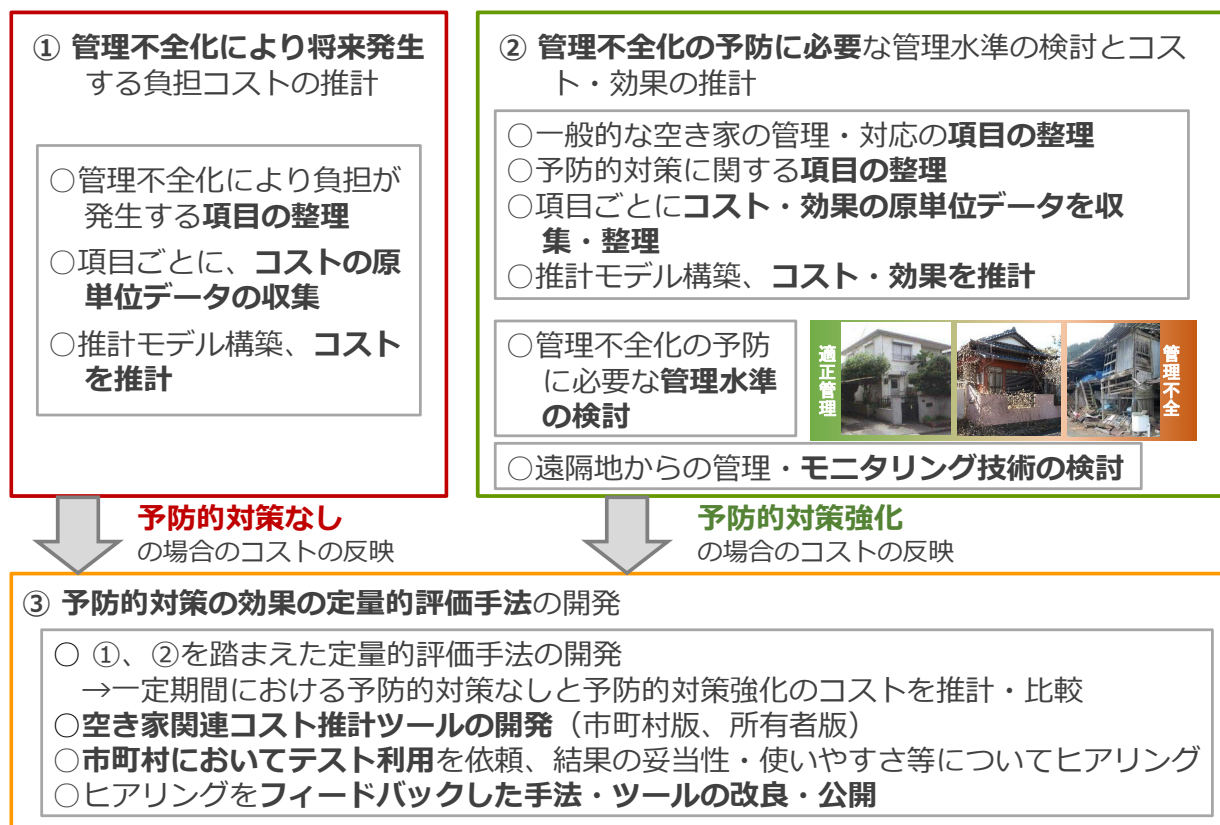 ① 管理不全化により将来発生
する負担コストの推計
○管理不全化により負担が
発生する項目の整理
○項目ごとに、コストの原
単位データの収集
○推計モデル構築、コスト
を推計
② 管理不全化の予防に必要な管理水準の検討とコス
ト・効果の推計
○一般的な空き家の管理・対応の項目の整理
○予防的対策に関する項目の整理
○項目ごとにコスト・効果の原単位データを収
集・整理
○推計モデル構築、コスト・効果を推計
○管理不全化の予防
に必要な管理水準
の検討
適正管理
管理不全
○遠隔地からの管理・モニタリング技術の検討
予防的対策なし
の場合のコストの反映
予防的対策強化
の場合のコストの反映
③ 予防的対策の効果の定量的評価手法の開発
○ ①、②を踏まえた定量的評価手法の開発
→一定期間における予防的対策なしと予防的対策強化のコストを推計・比較
○空き家関連コスト推計ツールの開発（市町村版、所有者版）
○市町村においてテスト利用を依頼、結果の妥当性・使いやすさ等についてヒアリング
○ヒアリングをフィードバックした手法・ツールの改良・公開